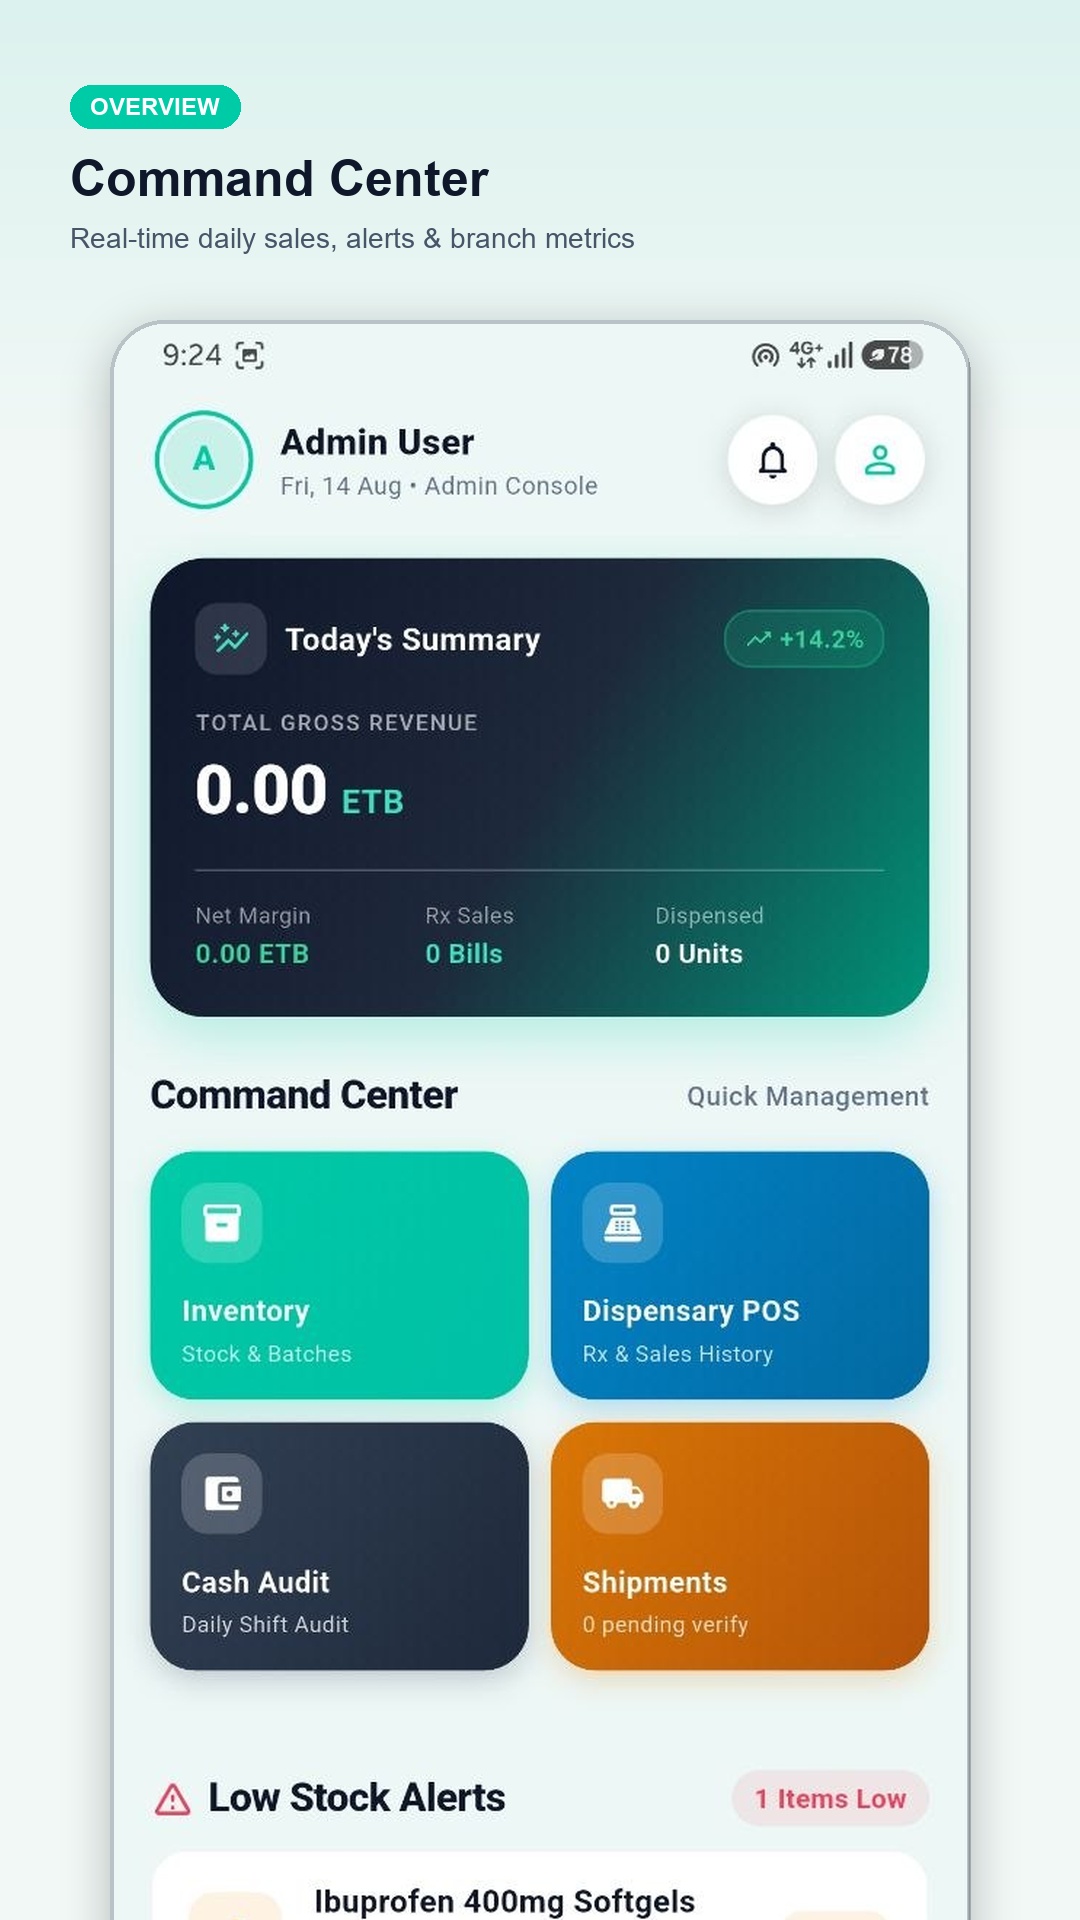 OVERVIEW
Command Center
Real-time daily sales, alerts & branch metrics
9:24
4G+
78
A
Admin User
Fri, 14 Aug • Admin Console
Today's Summary
+14.2%
TOTAL GROSS REVENUE
0.00 ETB
Net Margin
0.00 ETB
Rx Sales
0 Bills
Dispensed
0 Units
Command Center
Quick Management
Inventory
Stock & Batches
Dispensary POS
Rx & Sales History
Cash Audit
Daily Shift Audit
Shipments
0 pending verify
Low Stock Alerts
1 Items Low
Ibuprofen 400mg Softgels